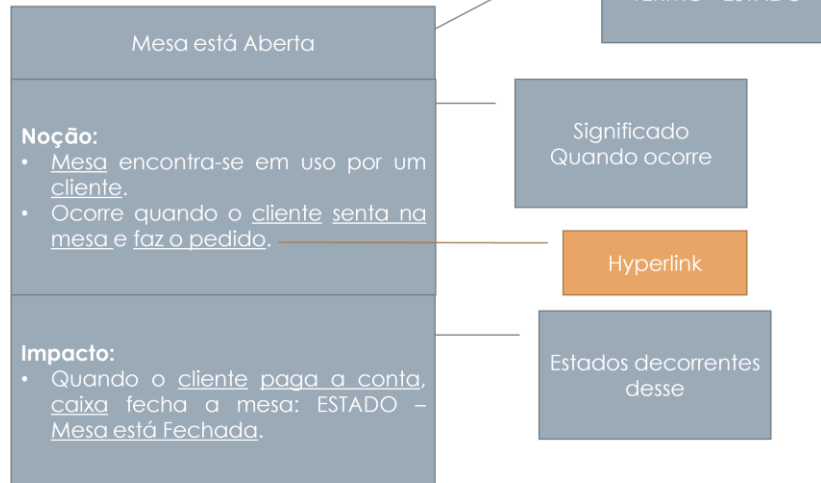 Mesa está Aberta
Noção:
• Mesa encontra-se em uso por um
cliente.
• Ocorre quando o cliente senta na
mesa e faz o pedido.
Impacto:
• Quando o cliente paga a conta,
caixa fecha a mesa: ESTADO –
Mesa está Fechada.
Significado
Quando ocorre
Hyperlink
Estados decorrentes
desse